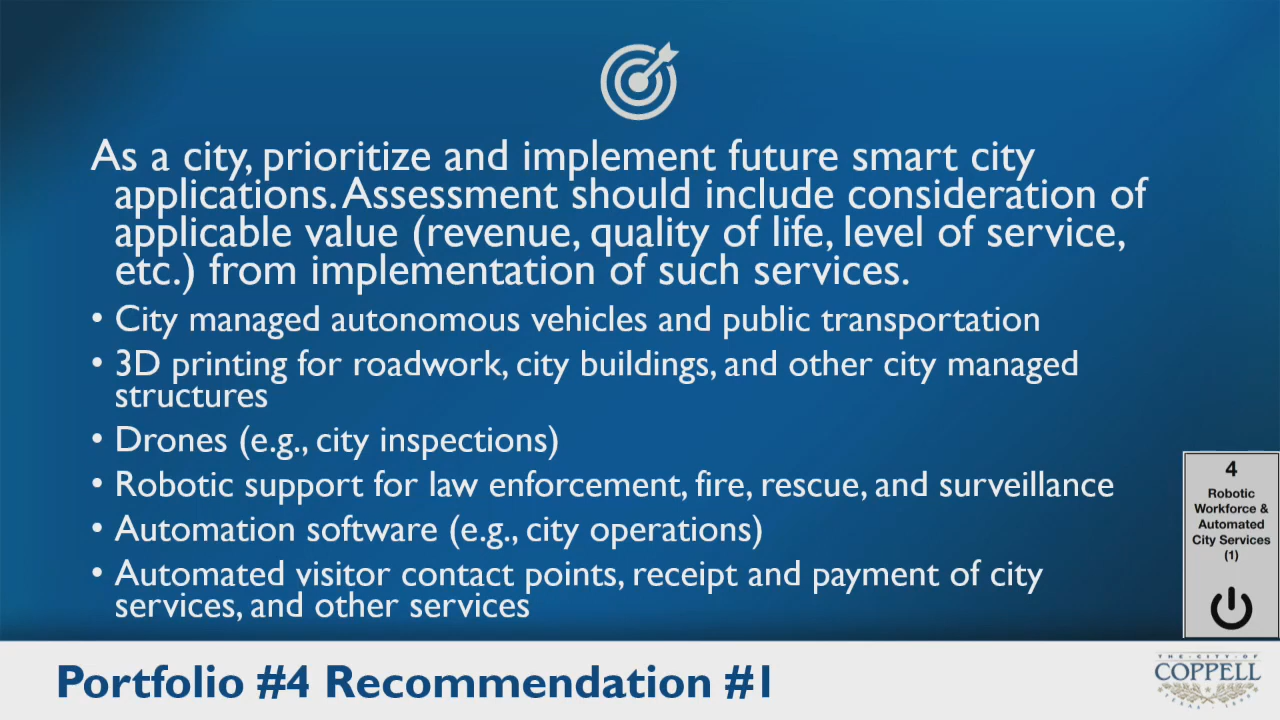 As a city, prioritize and implement future smart city
applications. Assessment should include consideration of
applicable value (revenue, quality of life, level of service,
etc.) from implementation of such services.
• City managed autonomous vehicles and public transportation
• 3D printing for roadwork, city buildings, and other city managed
structures
• Drones (e.g., city inspections)
• Robotic support for law enforcement, fire, rescue, and surveillance
• Automation software (e.g., city operations)
• Automated visitor contact points, receipt and payment of city
services, and other services
4
Robotic
Workforce &
Automated
City Services
(1)
Portfolio #4 Recommendation #1
THE CITY OF
COPPELL